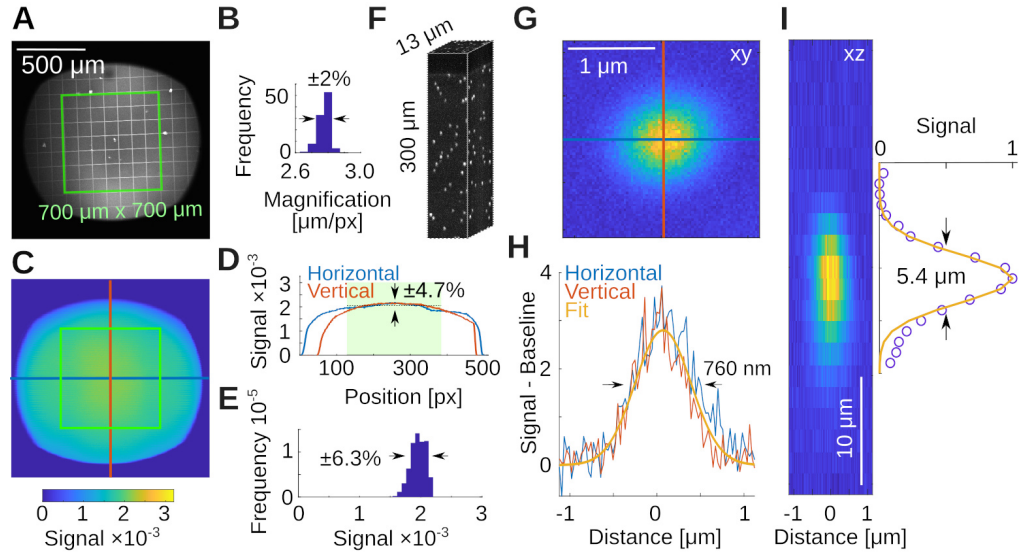 A
500 µm
700 µm x 700 µm
B
Frequency
50
0
±2%
2.6
3.0
Magnification
[µm/px]
C
0
1
2
3
Signal ×10⁻³
D
Signal ×10⁻³
Horizontal
Vertical
±4.7%
3
2
1
0
0
100
300
500
Position [px]
E
Frequency 10⁻⁵
1
0
±6.3%
0
1
2
3
Signal ×10⁻³
F
13 µm
300 µm
G
1 µm
xy
H
Signal - Baseline
Horizontal
Vertical
Fit
760 nm
4
2
0
-1
0
1
Distance [µm]
I
xz
10 µm
-1
0
1
Distance [µm]
Signal
0
1
5.4 µm